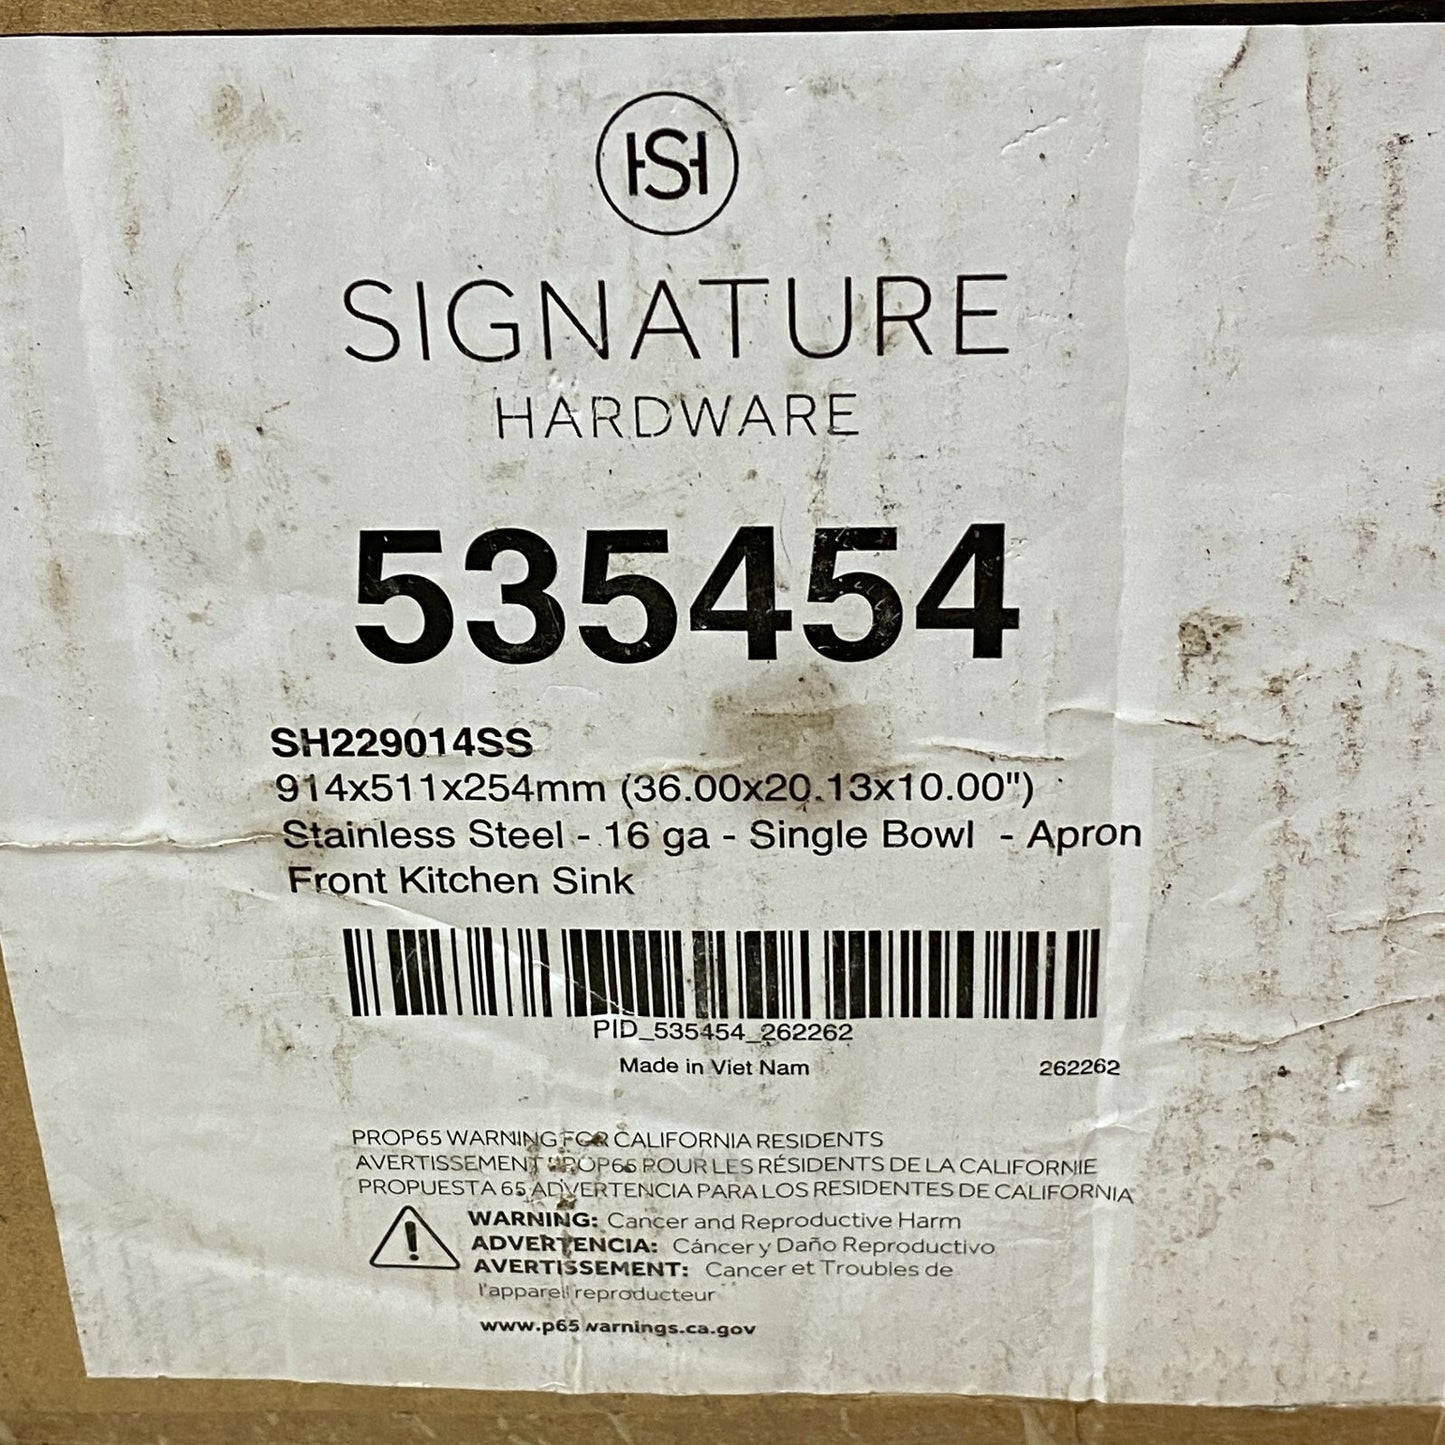 HSH
SIGNATURE
HARDWARE
535454
SH229014SS
914x511x254mm (36.00x20.13x10.00")
Stainless Steel - 16 ga - Single Bowl - Apron
Front Kitchen Sink
PID_535454_262262
Made in Viet Nam 262262
PROP65 WARNING FOR CALIFORNIA RESIDENTS
AVERTISSEMENT PROP65 POUR LES RÉSIDENTS DE LA CALIFORNIE
PROPUESTA 65 ADVERTENCIA PARA LOS RESIDENTES DE CALIFORNIA
WARNING: Cancer and Reproductive Harm
ADVERTENCIA: Cáncer y Daño Reproductivo
AVERTISSEMENT: Cancer et Troubles de
l'appareil reproducteur
www.p65warnings.ca.gov